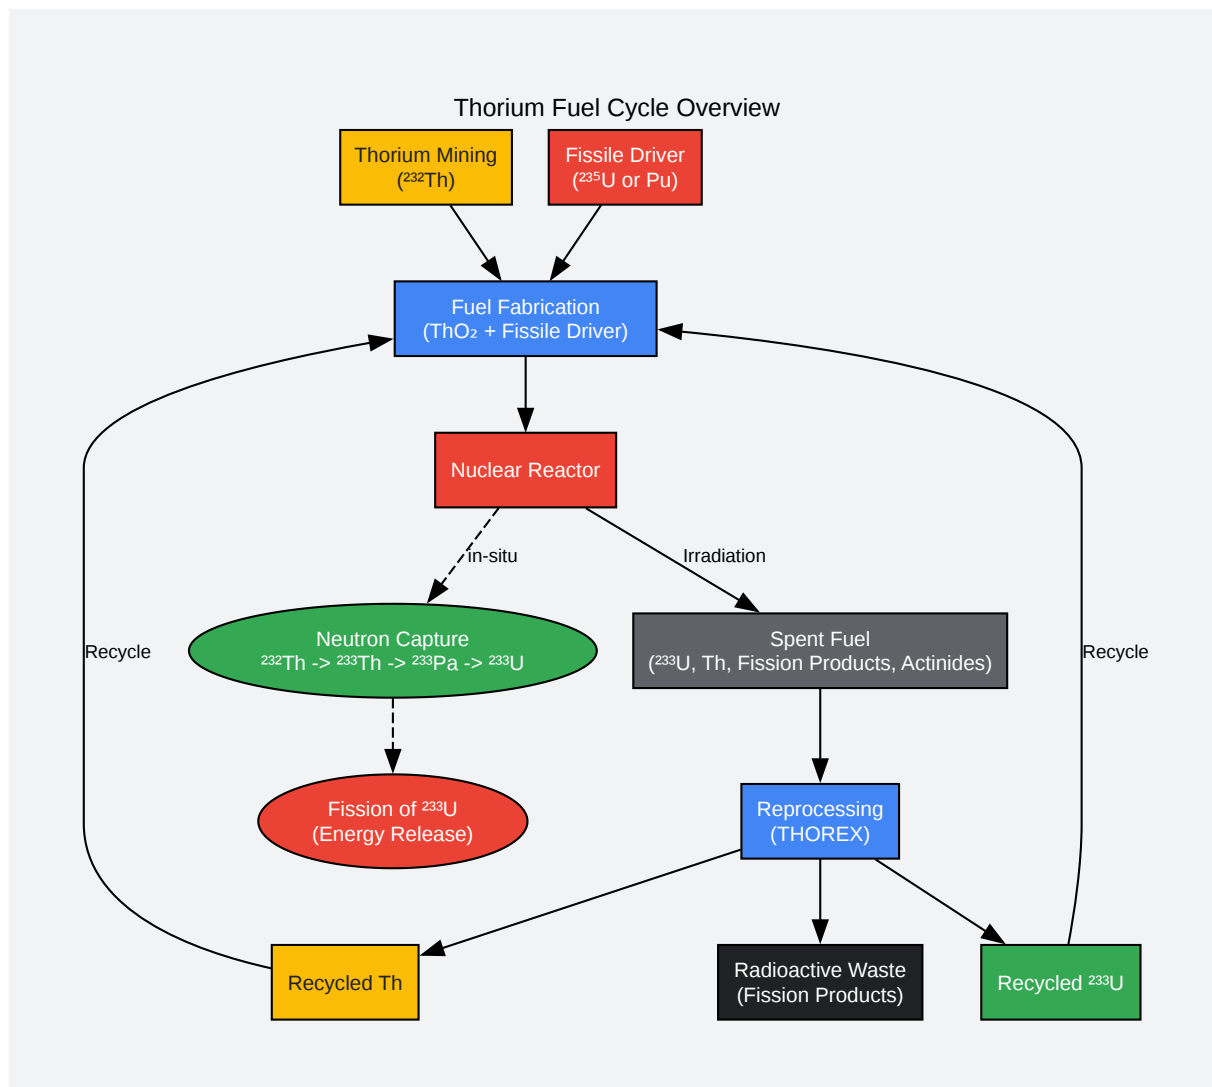 Thorium Fuel Cycle Overview
Thorium Mining
(²³²Th)
Fissile Driver
(²³⁵U or Pu)
Fuel Fabrication
(ThO₂ + Fissile Driver)
Nuclear Reactor
in-situ
Irradiation
Neutron Capture
²³²Th -> ²³³Th -> ²³³Pa -> ²³³U
Spent Fuel
(²³³U, Th, Fission Products, Actinides)
Recycle
Recycle
Fission of ²³³U
(Energy Release)
Reprocessing
(THOREX)
Recycled Th
Radioactive Waste
(Fission Products)
Recycled ²³³U